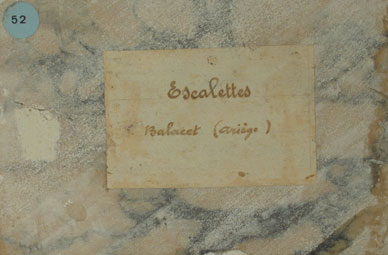 52
Escalettes
Balacet (Ariège)